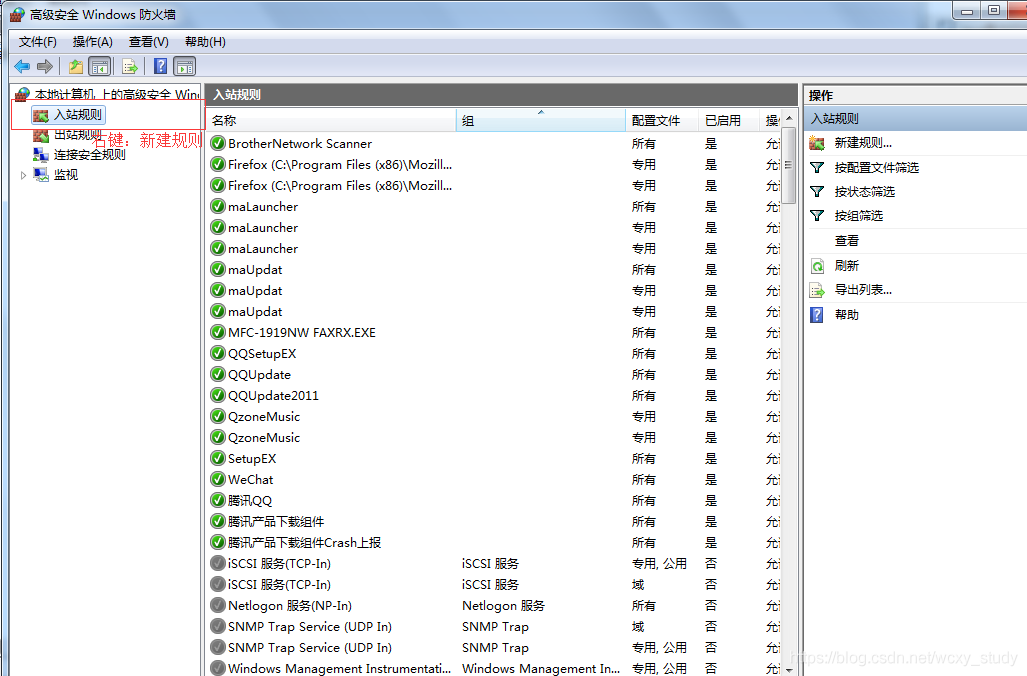 高级安全 Windows 防火墙
文件(F) 操作(A) 查看(V) 帮助(H)
本地计算机 上的高级安全 Win
入站规则
出站规则
右键：新建规则
连接安全规则
监视
入站规则
名称 组 配置文件 已启用 操
BrotherNetwork Scanner 所有 是 允
Firefox (C:\Program Files (x86)\Mozill... 专用 是 允
Firefox (C:\Program Files (x86)\Mozill... 专用 是 允
maLauncher 所有 是 允
maLauncher 专用 是 允
maLauncher 专用 是 允
maUpdat 所有 是 允
maUpdat 专用 是 允
maUpdat 专用 是 允
MFC-1919NW FAXRX.EXE 所有 是 允
QQSetupEX 所有 是 允
QQUpdate 所有 是 允
QQUpdate2011 所有 是 允
QzoneMusic 专用 是 允
QzoneMusic 专用 是 允
SetupEX 所有 是 允
WeChat 所有 是 允
腾讯QQ 所有 是 允
腾讯产品下载组件 所有 是 允
腾讯产品下载组件Crash上报 所有 是 允
iSCSI 服务(TCP-In) iSCSI 服务 专用, 公用 否 允
iSCSI 服务(TCP-In) iSCSI 服务 域 否 允
Netlogon 服务(NP-In) Netlogon 服务 所有 否 允
SNMP Trap Service (UDP In) SNMP Trap 域 否 允
SNMP Trap Service (UDP In) SNMP Trap 专用, 公用 否 允
Windows Management Instrumentati... Windows Management In... 专用, 公用 否 允
操作
入站规则
新建规则...
按配置文件筛选
按状态筛选
按组筛选
查看
刷新
导出列表...
帮助
https://blog.csdn.net/wcxy_study